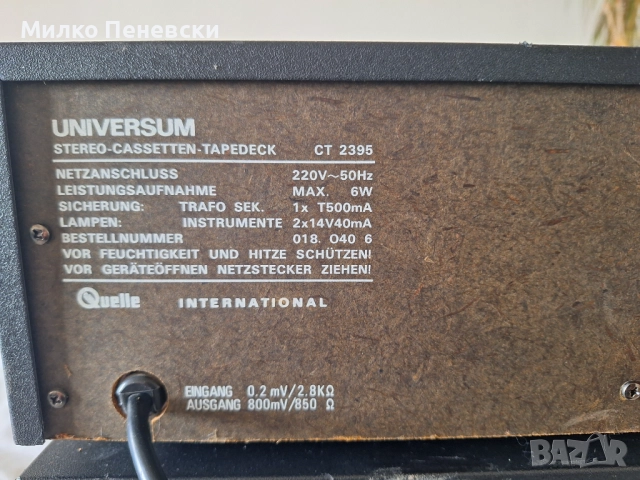 Милко Пеневски
UNIVERSUM
STEREO-CASSETTEN-TAPEDECK CT 2395
NETZANSCHLUSS 220V~50Hz
LEISTUNGSAUFNAHME MAX. 6W
SICHERUNG: TRAFO SEK. 1x T500mA
LAMPEN: INSTRUMENTE 2x14V40mA
BESTELLNUMMER 018. 040 6
VOR FEUCHTIGKEIT UND HITZE SCHÜTZEN!
VOR GERÄTEÖFFNEN NETZSTECKER ZIEHEN!
Quelle INTERNATIONAL
EINGANG 0.2mV/2.8KΩ
AUSGANG 800mV/850 Ω
BAZAR